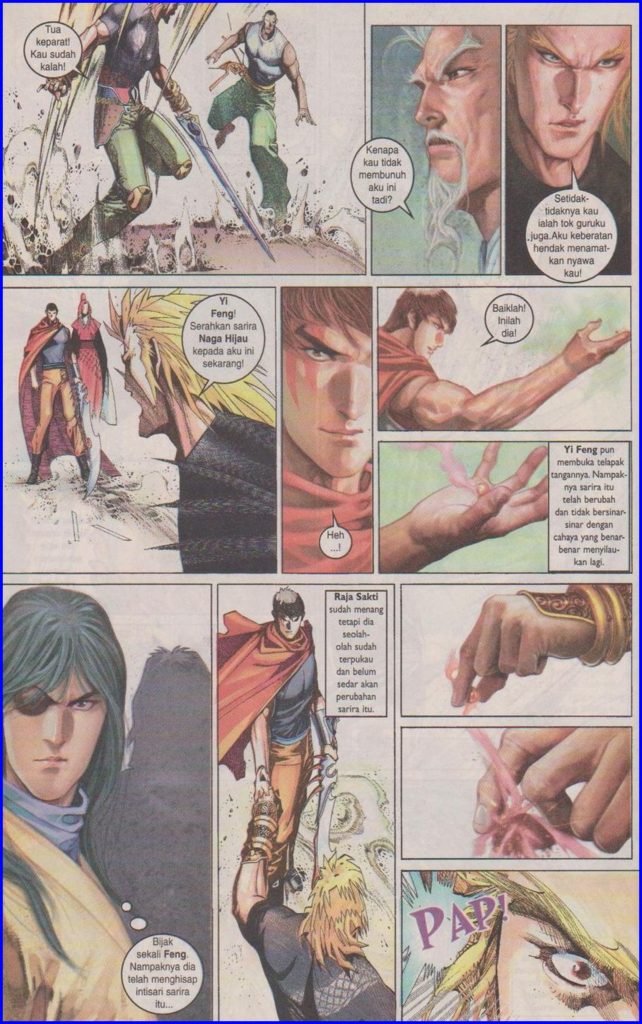 Tua
keparat!
Kau sudah
kalah!
Kenapa
kau tidak
membunuh
aku ini
tadi?
Setidak-
tidaknya kau
ialah tok guruku
juga.Aku keberatan
hendak menamat-
kan nyawa
kau!
Yi
Feng!
Serahkan sarira
Naga Hijau
kepada aku ini
sekarang!
Heh
...!
Baiklah!
Inilah
dia!
Yi Feng pun
membuka telapak
tangannya. Nampak-
nya sarira itu
telah berubah
dan tidak bersinar-
sinar dengan
cahaya yang benar-
benar menyilau-
kan lagi.
Bijak
sekali Feng.
Nampaknya dia
telah menghisap
intisari sarira
itu...
Raja Sakti
sudah menang
tetapi dia
seolah-
olah sudah
terpukau
dan belum
sedar akan
perubahan
sarira itu.
PAP!